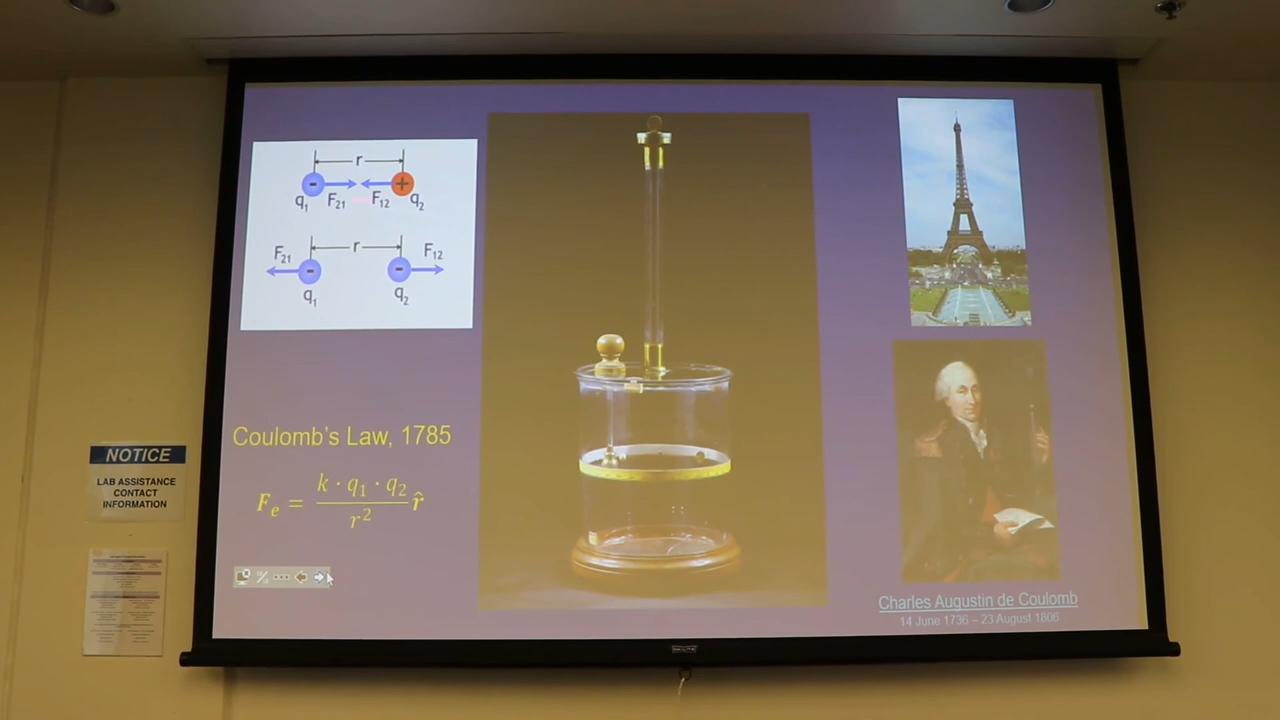 r
- +
q₁ F₂₁ F₁₂ q₂
r
F₂₁ F₁₂
- -
q₁ q₂
Coulomb's Law, 1785
Fₑ = k · q₁ · q₂ / r² r̂
Charles Augustin de Coulomb
14 June 1736 – 23 August 1806
NOTICE
LAB ASSISTANCE
CONTACT
INFORMATION